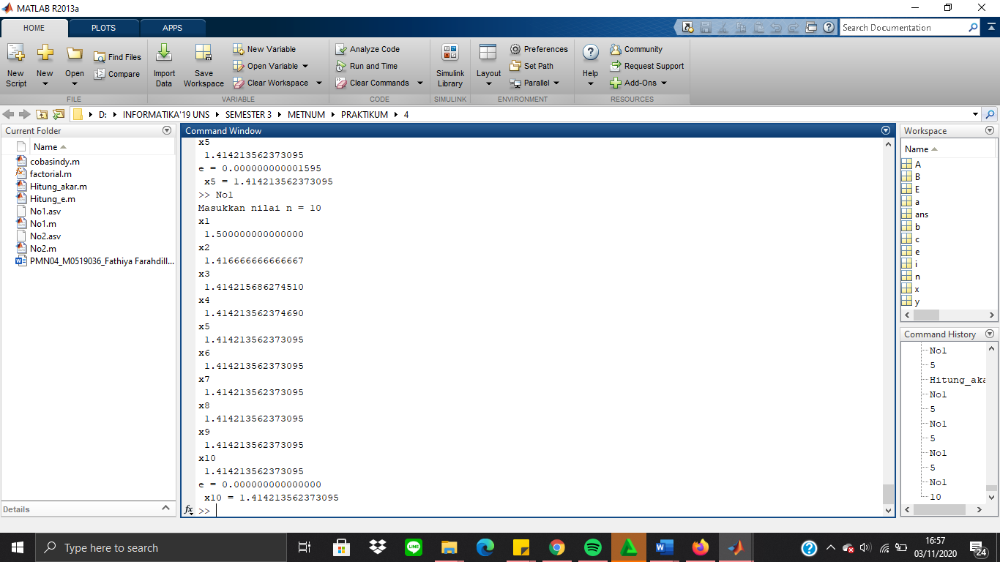 MATLAB R2013a
HOME PLOTS APPS
Search Documentation
New Script
New
Open
Find Files
Compare
Import Data
Save Workspace
New Variable
Open Variable
Clear Workspace
Analyze Code
Run and Time
Clear Commands
Simulink Library
Layout
Preferences
Set Path
Parallel
Help
Community
Request Support
Add-Ons
FILE VARIABLE CODE SIMULINK ENVIRONMENT RESOURCES
D: INFORMATIKA'19 UNS SEMESTER 3 METNUM PRAKTIKUM 4
Current Folder
Name
cobasindy.m
factorial.m
Hitung_akar.m
Hitung_e.m
No1.asv
No1.m
No2.asv
No2.m
PMN04_M0519036_Fathiya Farahdill...
Details
Command Window
x5
1.414213562373095
e = 0.000000000001595
x5 = 1.414213562373095
>> No1
Masukkan nilai n = 10
x1
1.500000000000000
x2
1.416666666666667
x3
1.414215686274510
x4
1.414213562374690
x5
1.414213562373095
x6
1.414213562373095
x7
1.414213562373095
x8
1.414213562373095
x9
1.414213562373095
x10
1.414213562373095
e = 0.000000000000000
x10 = 1.414213562373095
fx >>
Workspace
Name
A
B
E
a
ans
b
c
e
i
n
x
y
Command History
No1
5
Hitung_aka
No1
5
No1
5
No1
5
No1
10
Type here to search
LINE
16:57
03/11/2020
24